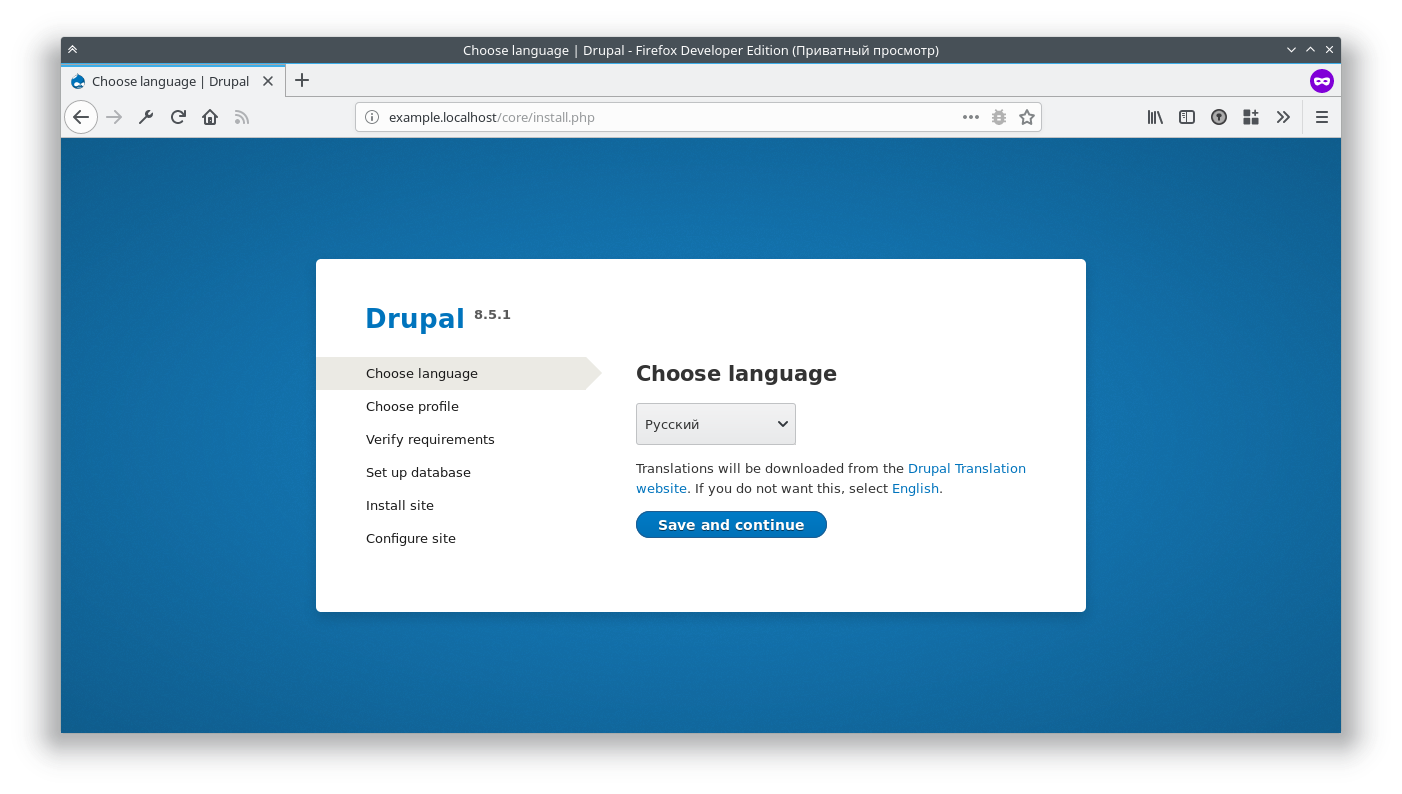 Choose language | Drupal - Firefox Developer Edition (Приватный просмотр)
Choose language | Drupal
example.localhost/core/install.php
Drupal 8.5.1
Choose language
Choose profile
Verify requirements
Set up database
Install site
Configure site
Choose language
Русский
Translations will be downloaded from the Drupal Translation
website. If you do not want this, select English.
Save and continue